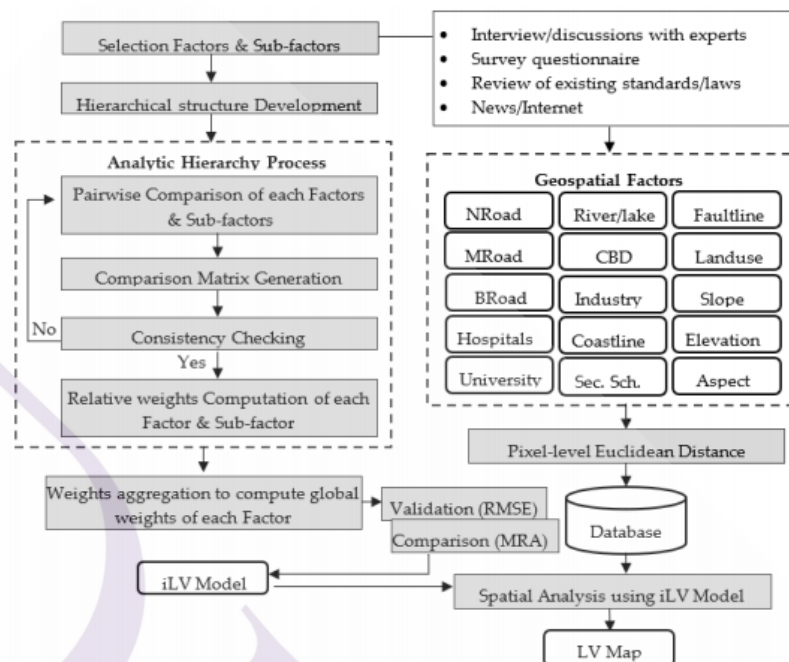 Selection Factors & Sub-factors
• Interview/discussions with experts
• Survey questionnaire
• Review of existing standards/laws
• News/Internet
Hierarchical structure Development
Analytic Hierarchy Process
Pairwise Comparison of each Factors
& Sub-factors
Comparison Matrix Generation
No
Consistency Checking
Yes
Relative weights Computation of each
Factor & Sub-factor
Geospatial Factors
NRoad
River/lake
Faultline
MRoad
CBD
Landuse
BRoad
Industry
Slope
Hospitals
Coastline
Elevation
University
Sec. Sch.
Aspect
Pixel-level Euclidean Distance
Weights aggregation to compute global
weights of each Factor
Validation (RMSE)
Comparison (MRA)
Database
iLV Model
Spatial Analysis using iLV Model
LV Map